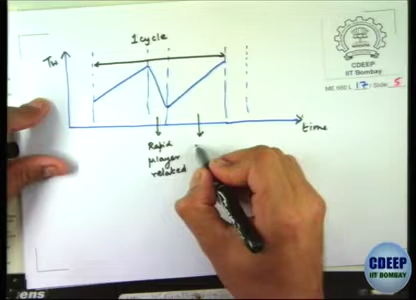 1 cycle
Tw
CDEEP
IIT Bombay
ME 660 L 17 / Slide 5
time
Rapid
player
related
CDEEP
IIT BOMBAY